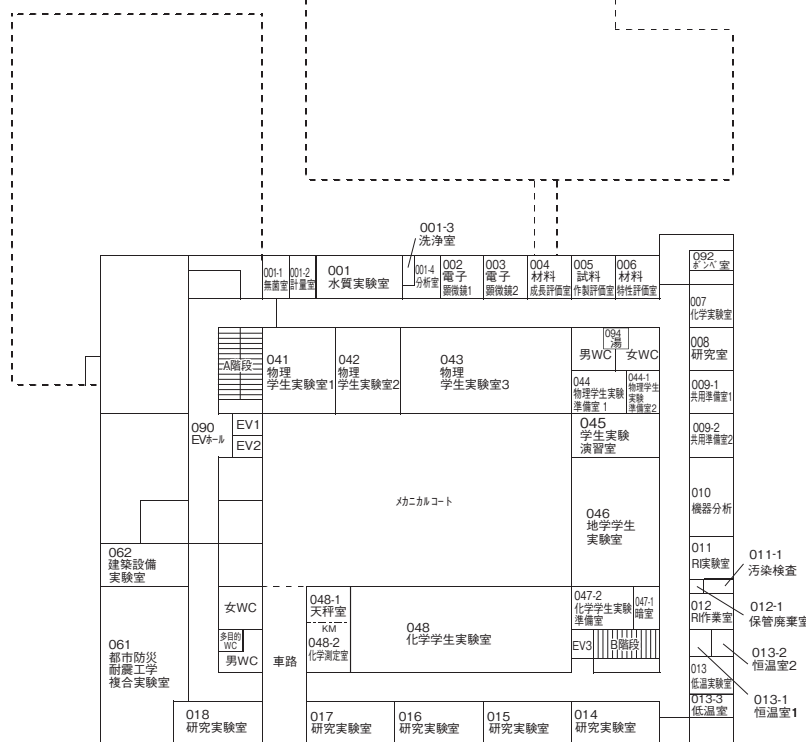 001-3
洗浄室
001-1
無菌室
001-2
計量室
001
水質実験室
001-4
分析室
002
電子
顕微鏡1
003
電子
顕微鏡2
004
材料
成長評価室
005
試料
作製評価室
006
材料
特性評価室
092
ボンベ室
007
化学実験室
008
研究室
009-1
共用準備室1
009-2
共用準備室2
010
機器分析
011
RI実験室
011-1
汚染検査
012
RI作業室
012-1
保管廃棄室
013-2
恒温室2
013
低温実験室
013-1
恒温室1
013-3
低温室
A階段
041
物理
学生実験室1
042
物理
学生実験室2
043
物理
学生実験室3
094
湯
男WC
女WC
044
物理学生実験
準備室 1
044-1
物理学生
実験
準備室2
045
学生実験
演習室
090
EVホール
EV1
EV2
メカニカルコート
046
地学学生
実験室
062
建築設備
実験室
061
都市防災
耐震工学
複合実験室
女WC
多目的
WC
男WC
車路
048-1
天秤室
KM
048-2
化学測定室
048
化学学生実験室
047-2
化学学生実験
準備室
047-1
暗室
EV3
B階段
018
研究実験室
017
研究実験室
016
研究実験室
015
研究実験室
014
研究実験室